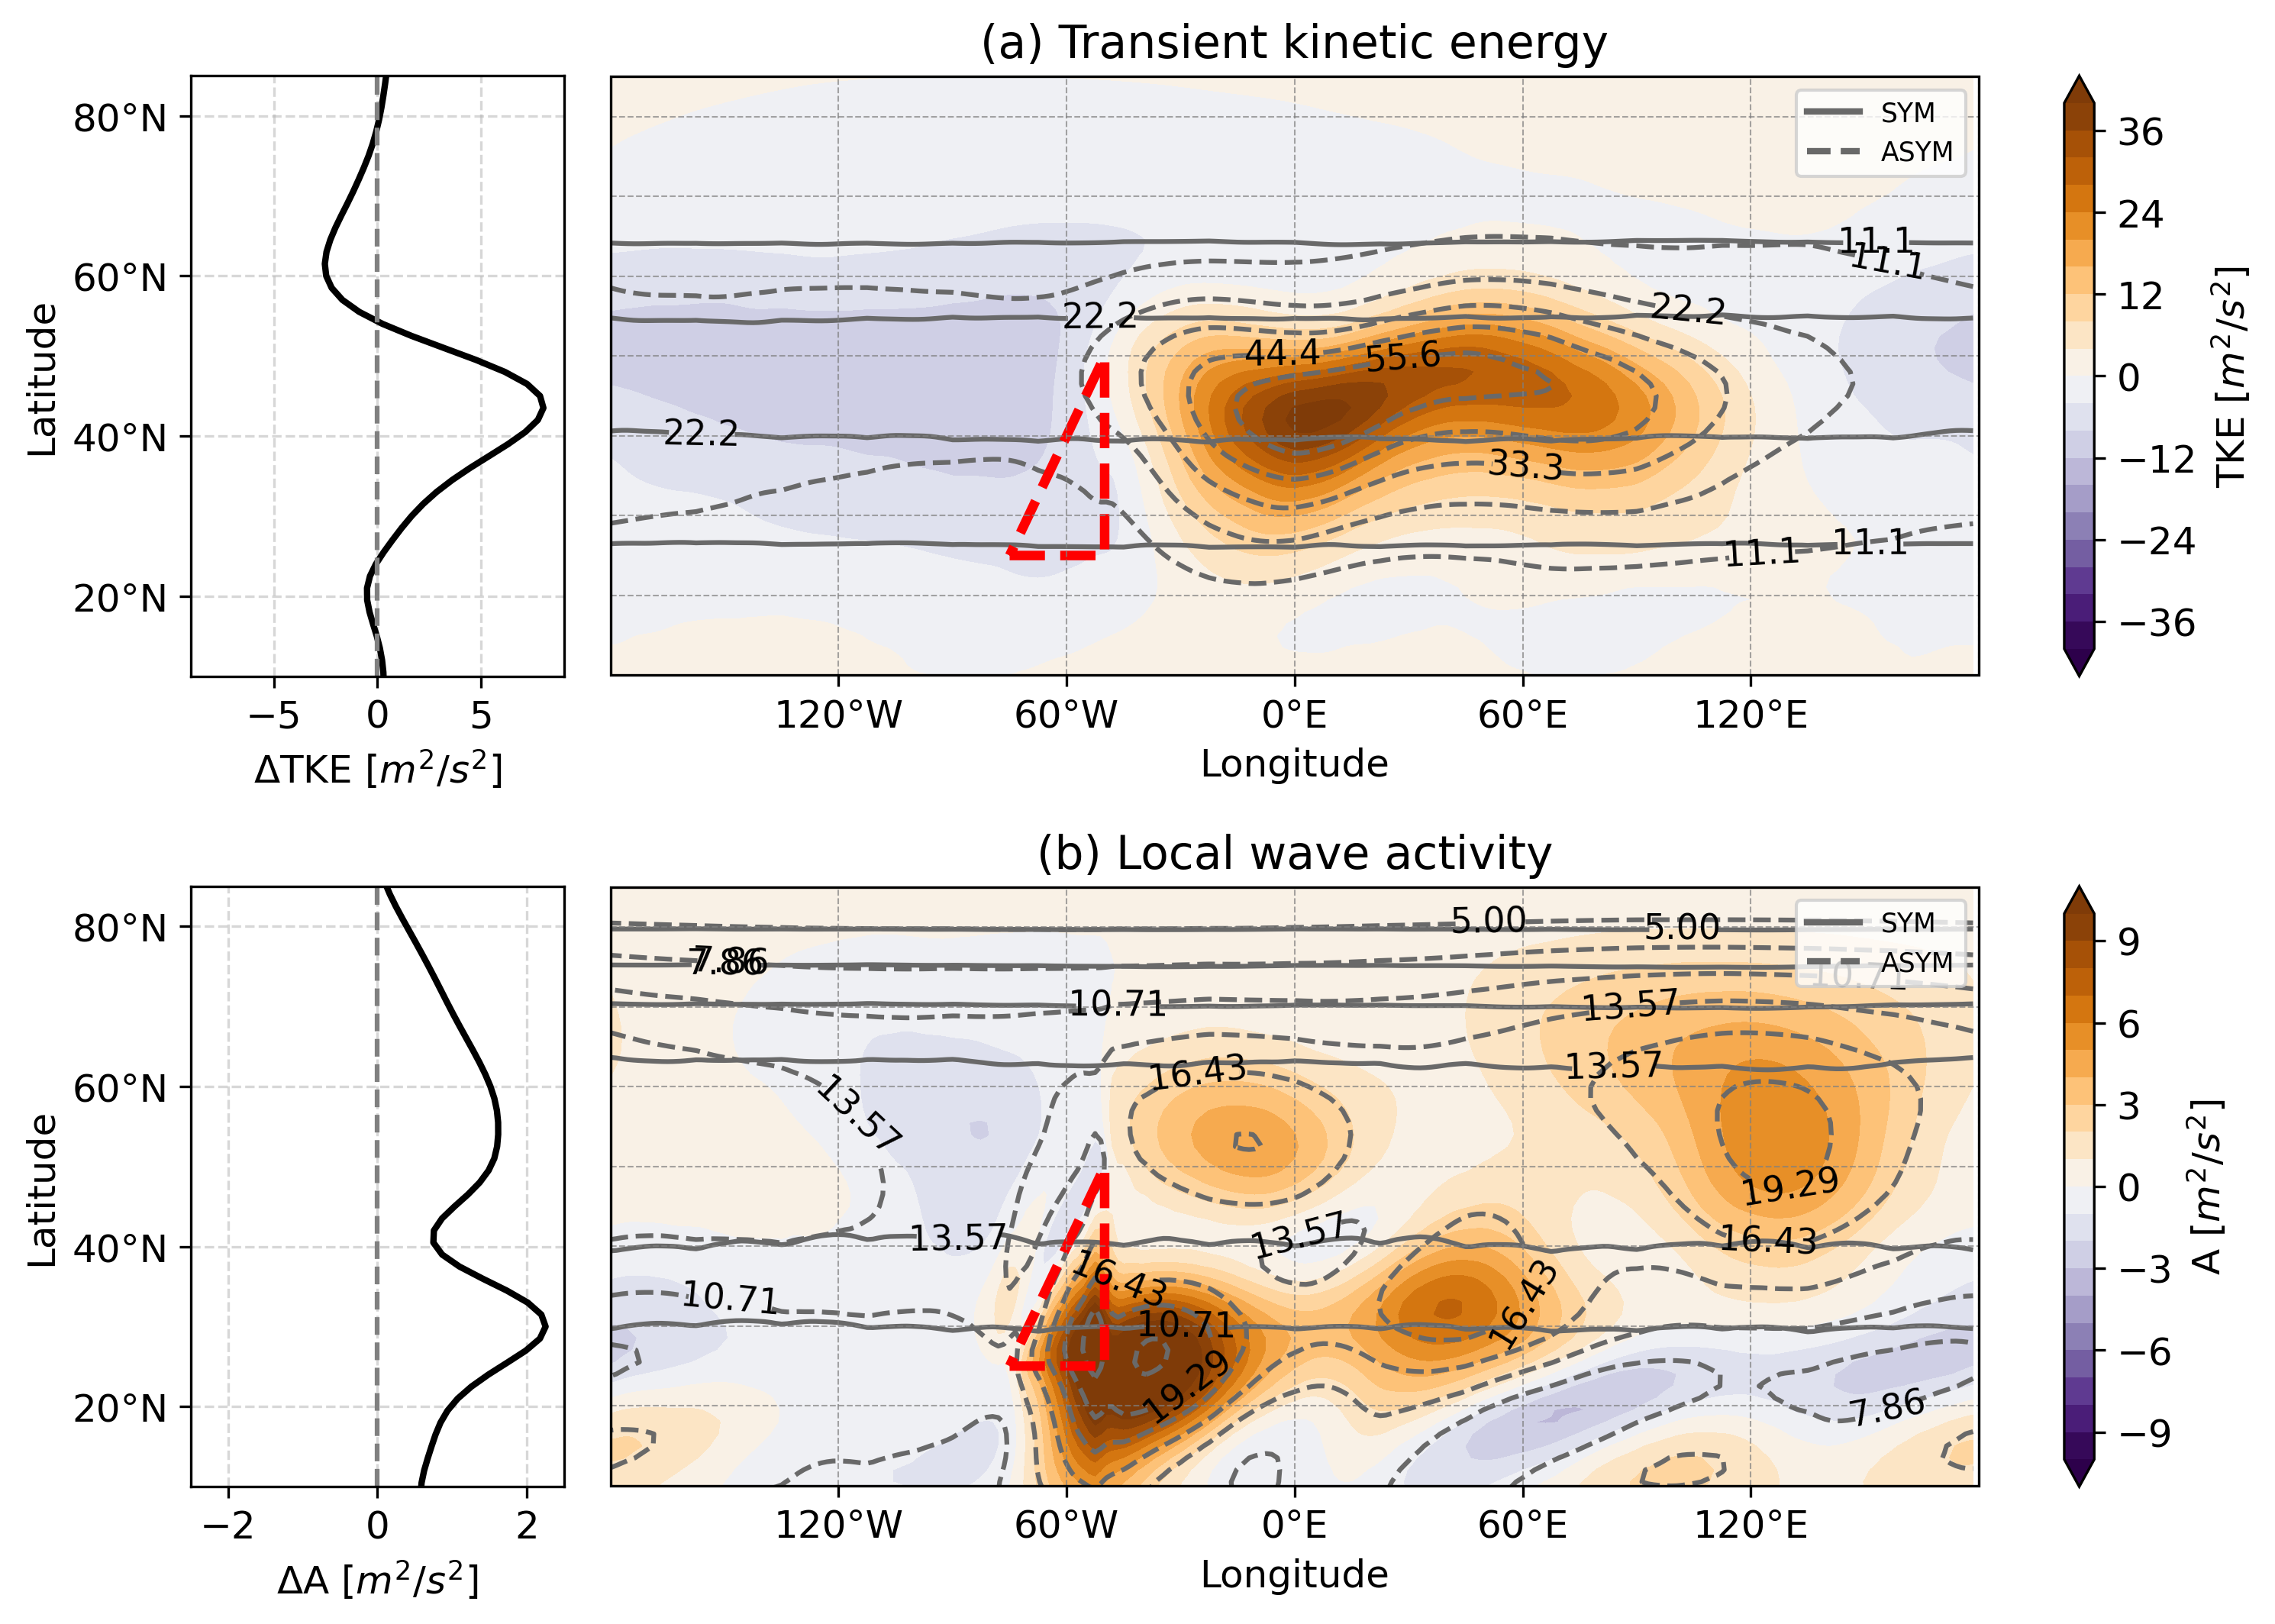 (a) Transient kinetic energy
80°N
60°N
40°N
20°N
Latitude
−5 0 5
ΔTKE [m²/s²]
SYM
ASYM
11.1
11.1
22.2
22.2
44.4
55.6
22.2
33.3
11.1
11.1
120°W 60°W 0°E 60°E 120°E
Longitude
36
24
12
0
−12
−24
−36
TKE [m²/s²]
(b) Local wave activity
80°N
60°N
40°N
20°N
Latitude
−2 0 2
ΔA [m²/s²]
SYM
ASYM
5.00
5.00
7.86
7.86
10.71
10.71
13.57
13.57
16.43
13.57
19.29
13.57
13.57
16.43
16.43
10.71
10.71
16.43
19.29
7.86
120°W 60°W 0°E 60°E 120°E
Longitude
9
6
3
0
−3
−6
−9
A [m²/s²]